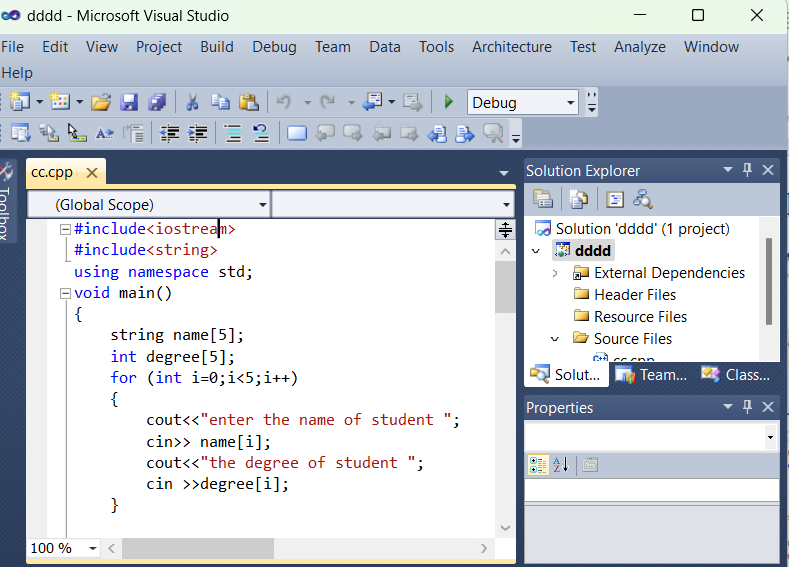 dddd - Microsoft Visual Studio
File Edit View Project Build Debug Team Data Tools Architecture Test Analyze Window
Help
Debug
Toolbox
cc.cpp
(Global Scope)
#include<iostream>
#include<string>
using namespace std;
void main()
{
string name[5];
int degree[5];
for (int i=0;i<5;i++)
{
cout<<"enter the name of student ";
cin>> name[i];
cout<<"the degree of student ";
cin >>degree[i];
}
100 %
Solution Explorer
Solution 'dddd' (1 project)
dddd
External Dependencies
Header Files
Resource Files
Source Files
cc.cpp
Solut... Team... Class...
Properties